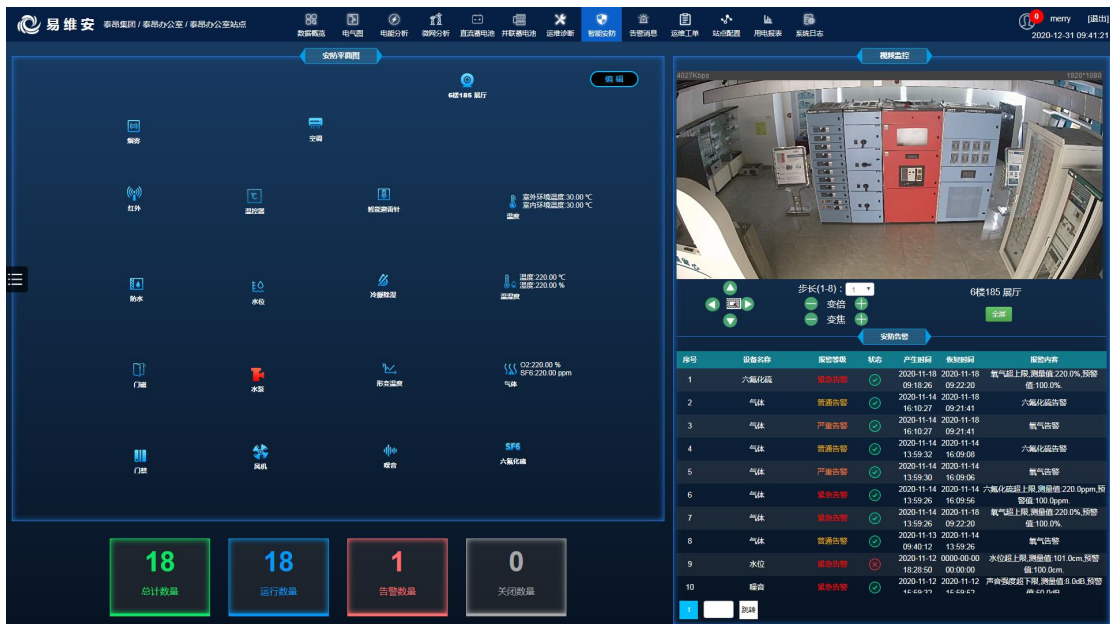 易维安 泰昂集团 / 泰昂办公室 / 泰昂办公室站点
数据概览 电气图 电能分析 微网分析 直流蓄电池 并联蓄电池 运维诊断 智能安防 告警消息 运维工单 站点配置 用电报表 系统日志
0 merry [退出]
2020-12-31 09:41:21
安防平面图
编辑
6楼185 展厅
烟雾 空调
红外 温控器 智能避雷针
室外环境温度:30.00 ℃
室内环境温度:30.00 ℃
温度
防水 水位 冷凝除湿
温度:220.00 ℃
湿度:220.00 %
温湿度
门磁 水泵 形变温度
O2:220.00 %
SF6:220.00 ppm
气体
SF6
门禁 风机 噪音 六氟化硫
18 18 1 0
总计数量 运行数量 告警数量 关闭数量
视频监控
4027Kbps 1920*1080
步长(1-8) : 1
变倍
变焦
6楼185 展厅
全屏
安防告警
序号 设备名称 报警等级 状态 产生时间 恢复时间 报警内容
1 六氟化硫 紧急告警 2020-11-18 09:18:26 2020-11-18 09:22:20 氧气超上限,测量值:220.0%,预警值:100.0%.
2 气体 普通告警 2020-11-14 16:10:27 2020-11-18 09:21:41 六氟化硫告警
3 气体 严重告警 2020-11-14 16:10:27 2020-11-18 09:21:41 氧气告警
4 气体 普通告警 2020-11-14 13:59:32 2020-11-14 16:09:08 六氟化硫告警
5 气体 严重告警 2020-11-14 13:59:30 2020-11-14 16:09:06 氧气告警
6 气体 紧急告警 2020-11-14 13:59:26 2020-11-14 16:09:56 六氟化硫超上限,测量值:220.0ppm,预警值:100.0ppm.
7 气体 紧急告警 2020-11-14 13:59:26 2020-11-18 09:22:20 氧气超上限,测量值:220.0%,预警值:100.0%.
8 气体 普通告警 2020-11-13 09:40:12 2020-11-14 13:59:26 氧气告警
9 水位 紧急告警 2020-11-12 18:28:50 0000-00-00 00:00:00 水位超上限,测量值:101.0cm,预警值:100.0cm.
10 噪音 紧急告警 2020-11-12 15:59:32 2020-11-12 15:59:52 声音强度超下限,测量值:8.0dB,预警值:50.0dB
1 跳转